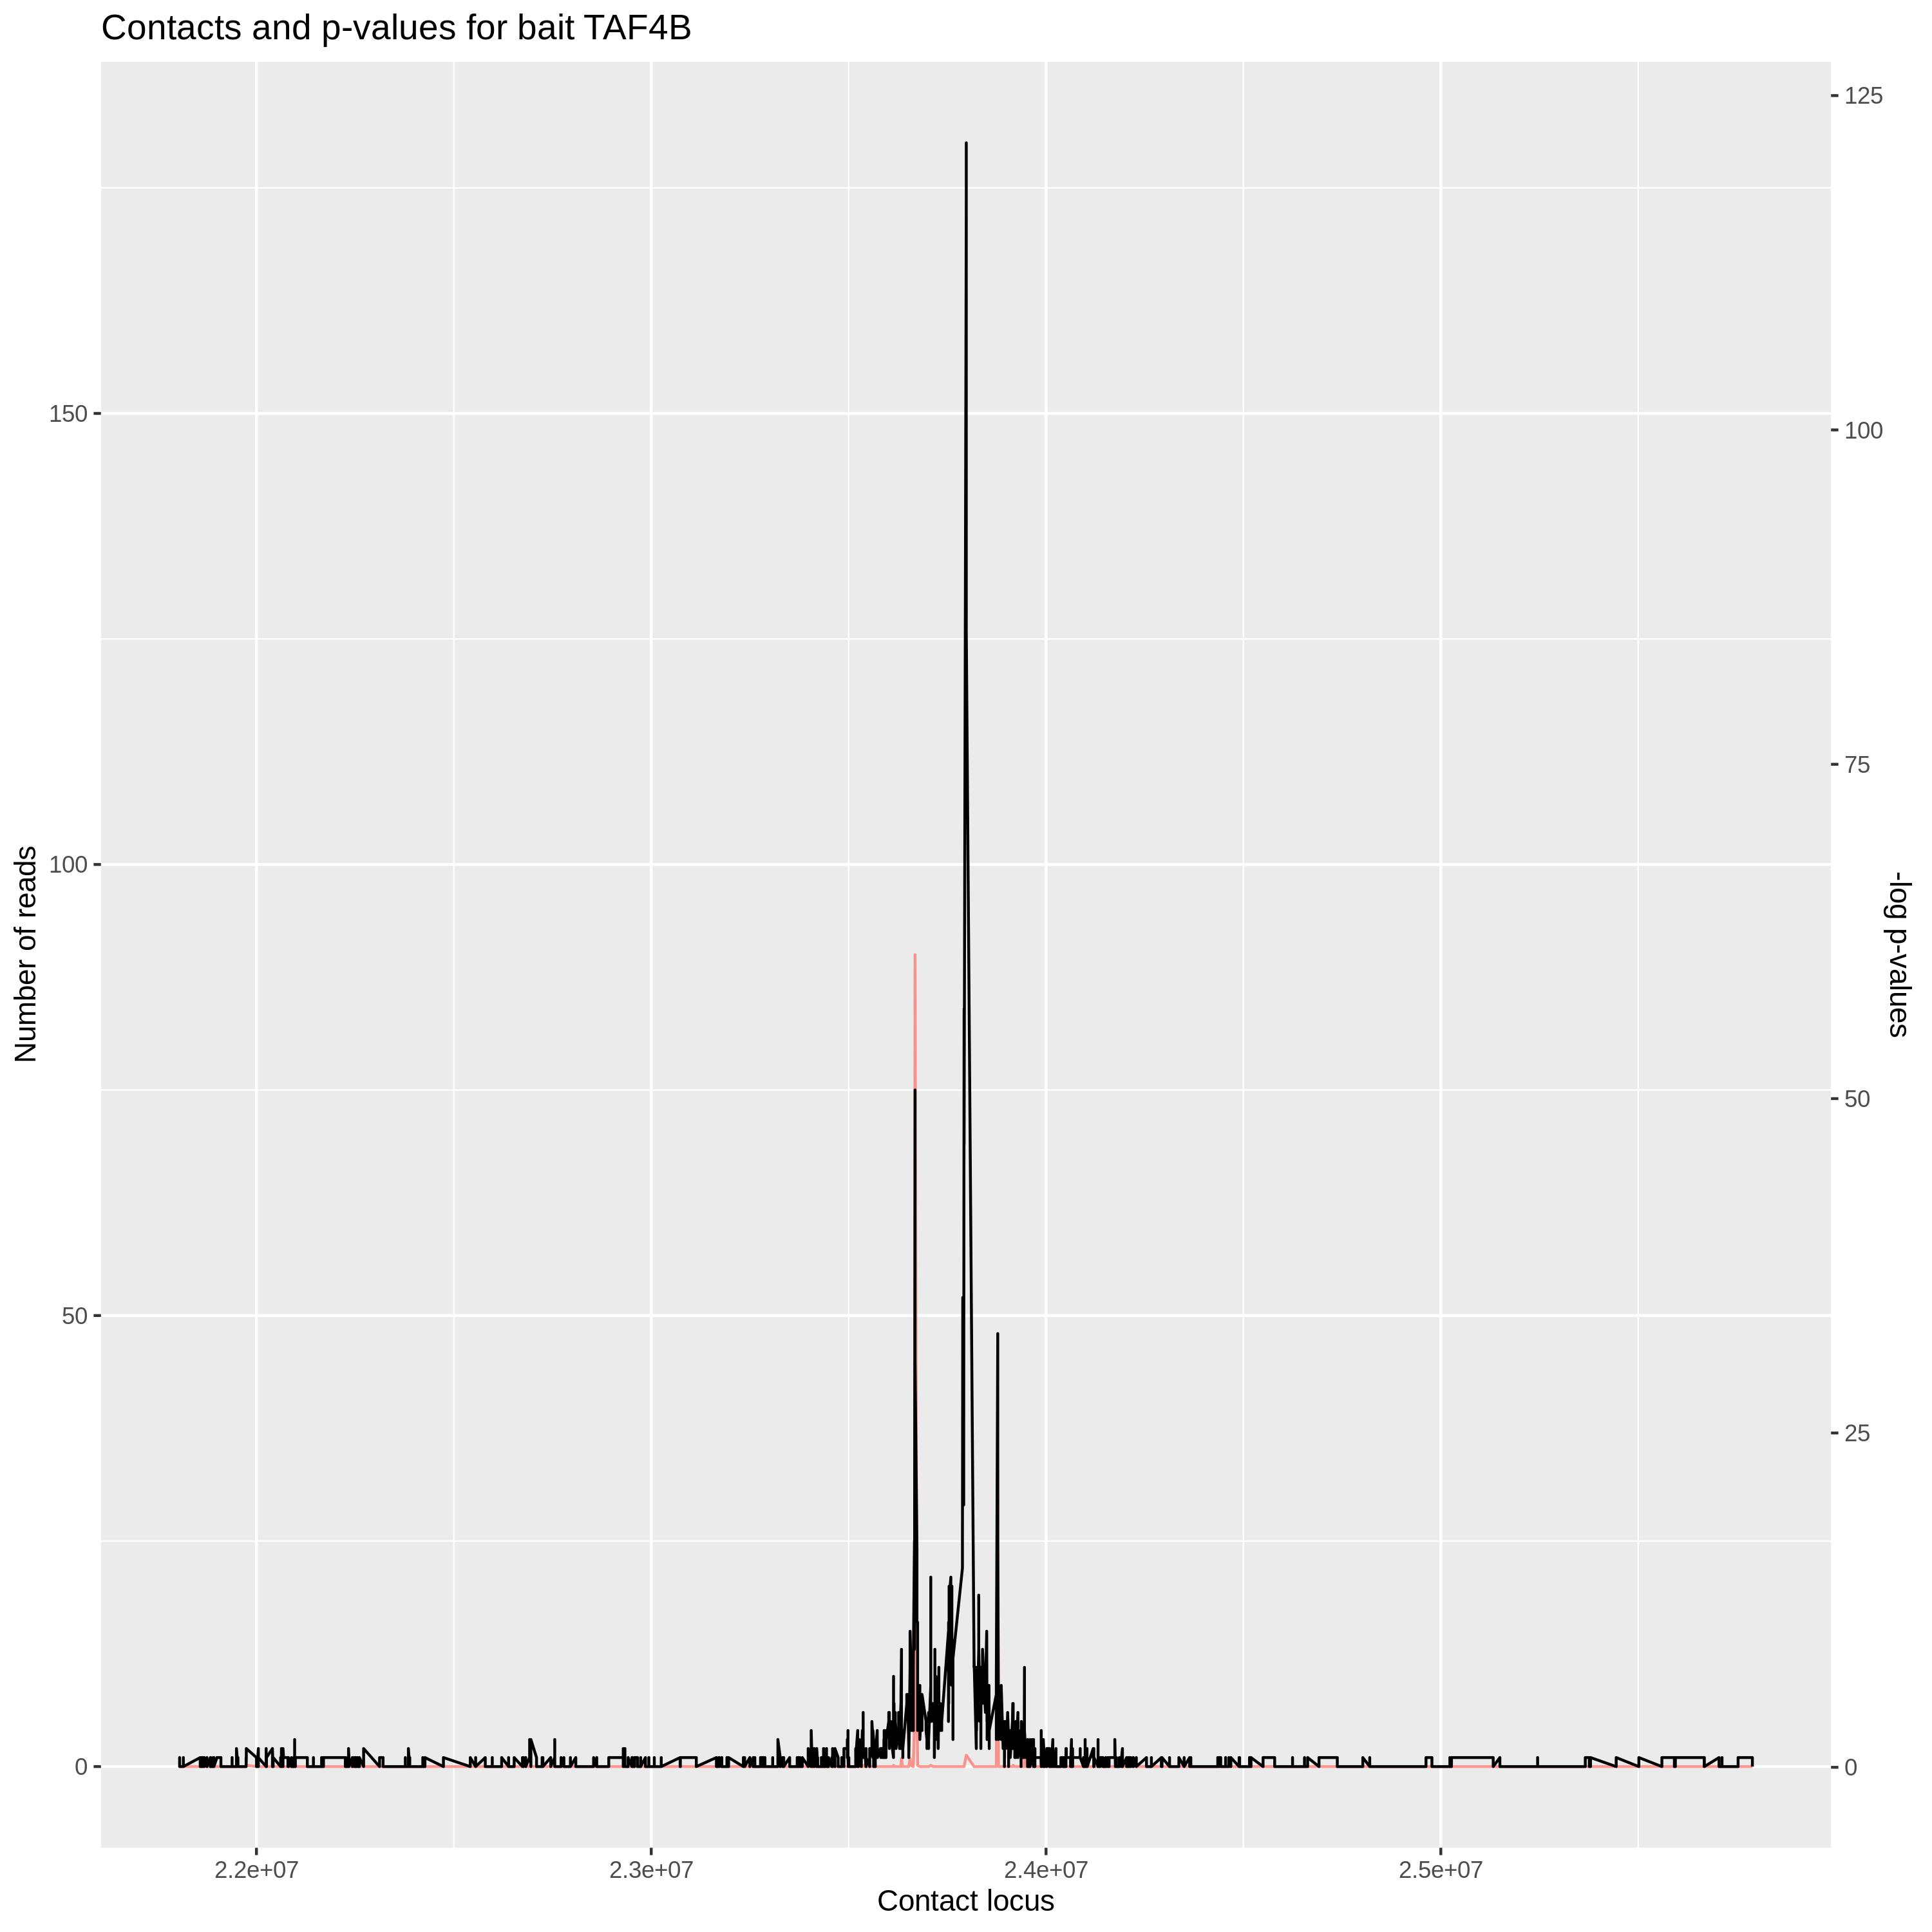 Contacts and p-values for bait TAF4B
125
150
100
75
100
Number of reads
-log p-values
50
50
25
0
0
2.2e+07
2.3e+07
2.4e+07
2.5e+07
Contact locus